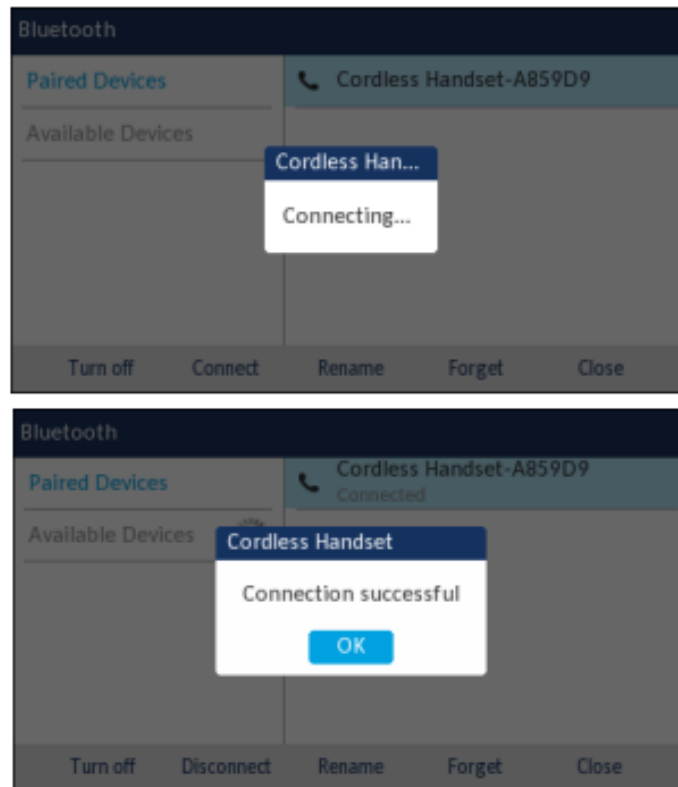 Bluetooth
Paired Devices
Cordless Handset-A859D9
Available Devices
Cordless Han...
Connecting...
Turn off Connect Rename Forget Close
Bluetooth
Paired Devices
Cordless Handset-A859D9
Connected
Available Devices
Cordless Handset
Connection successful
OK
Turn off Disconnect Rename Forget Close